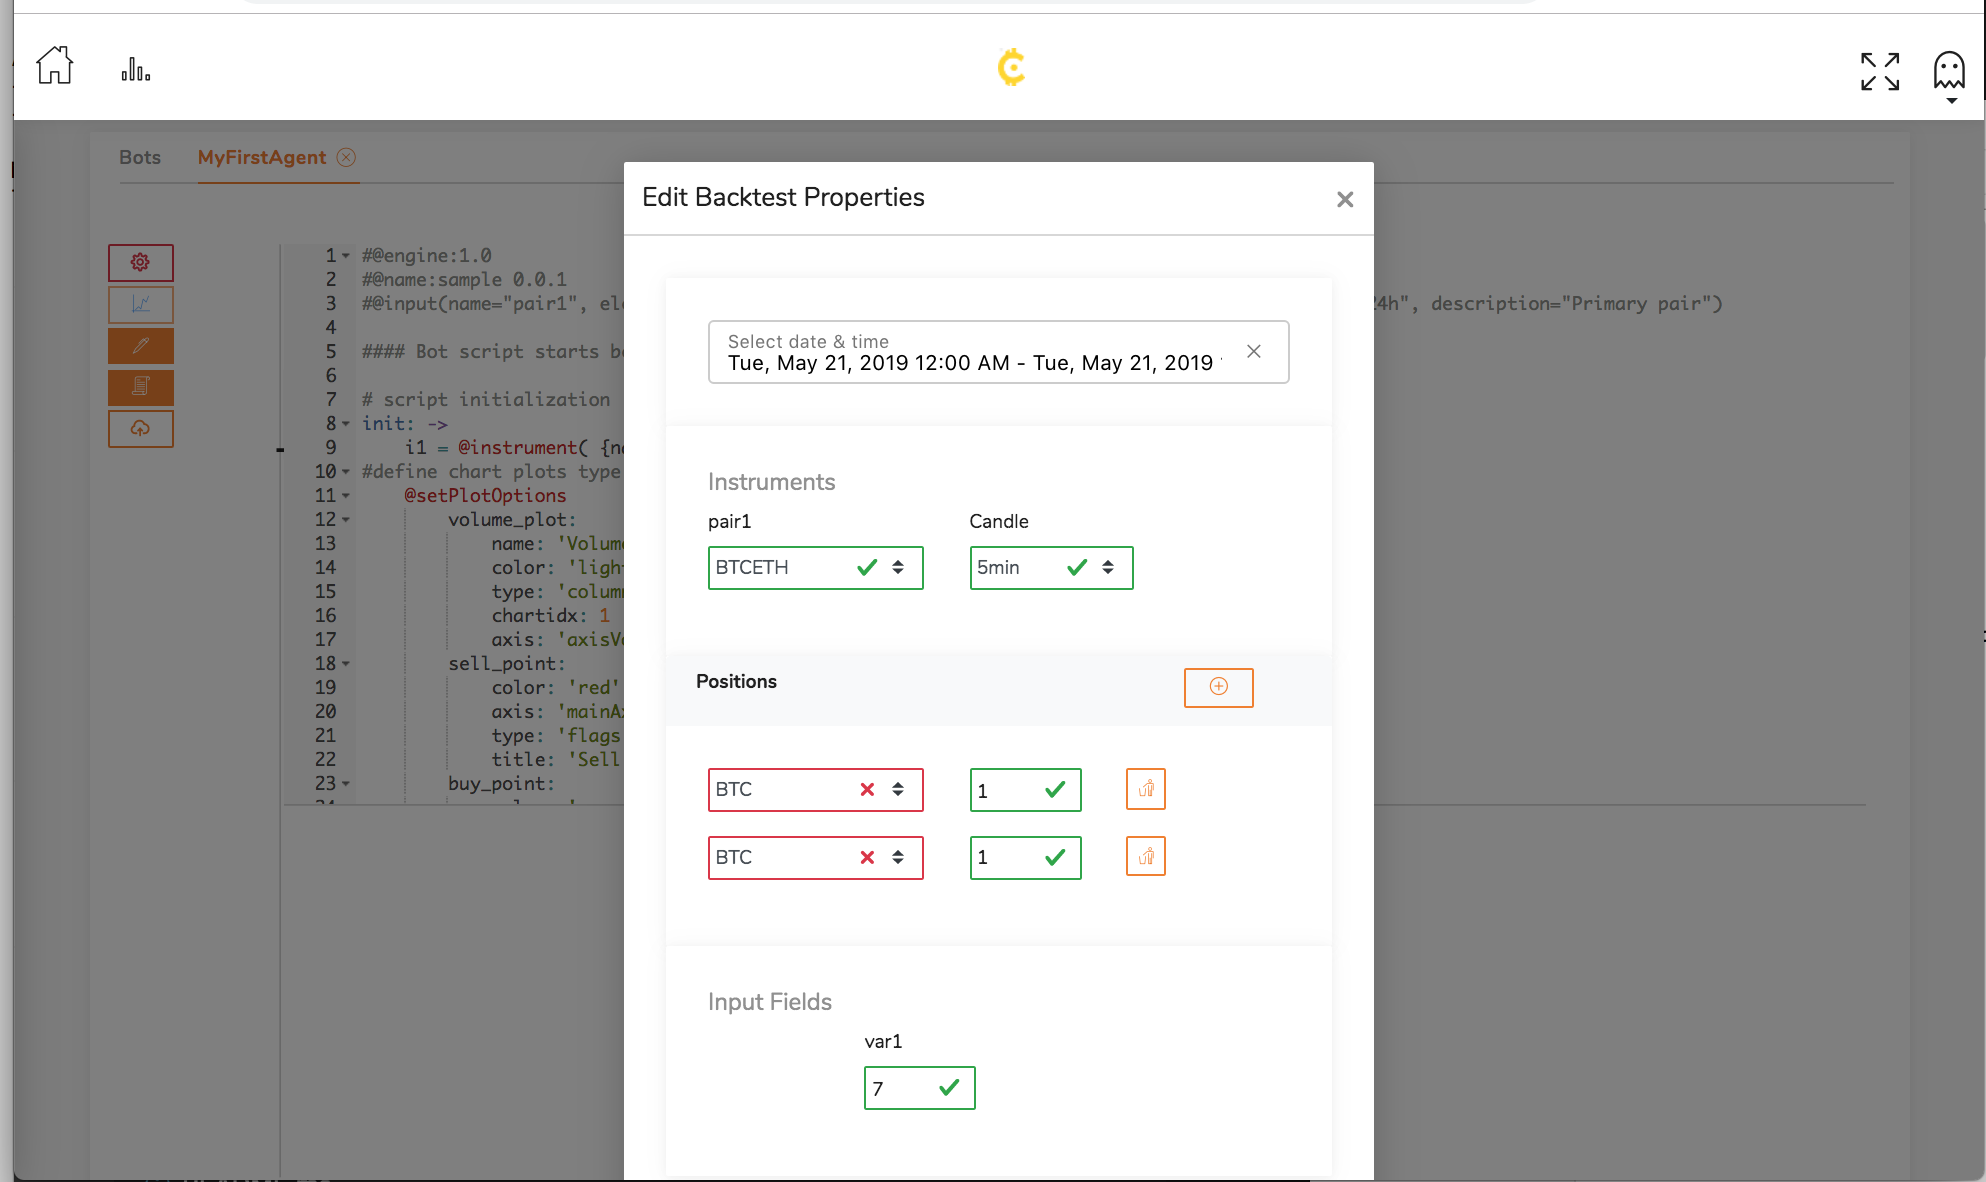 Bots MyFirstAgent
Edit Backtest Properties
1 #@engine:1.0
2 #@name:sample 0.0.1
3 #@input(name="pair1", 24h", description="Primary pair")
4
5 #### Bot script starts
6
7 # script initialization
8 init: ->
9 i1 = @instrument( {
10 #define chart plots type
11 @setPlotOptions
12 volume_plot:
13 name: 'Volum
14 color: 'ligh
15 type: 'colum
16 chartidx: 1
17 axis: 'axisV
18 sell_point:
19 color: 'red'
20 axis: 'mainA
21 type: 'flags
22 title: 'Sell
23 buy_point:
Select date & time
Tue, May 21, 2019 12:00 AM - Tue, May 21, 2019
Instruments
pair1 Candle
BTCETH 5min
Positions
BTC 1
BTC 1
Input Fields
var1
7